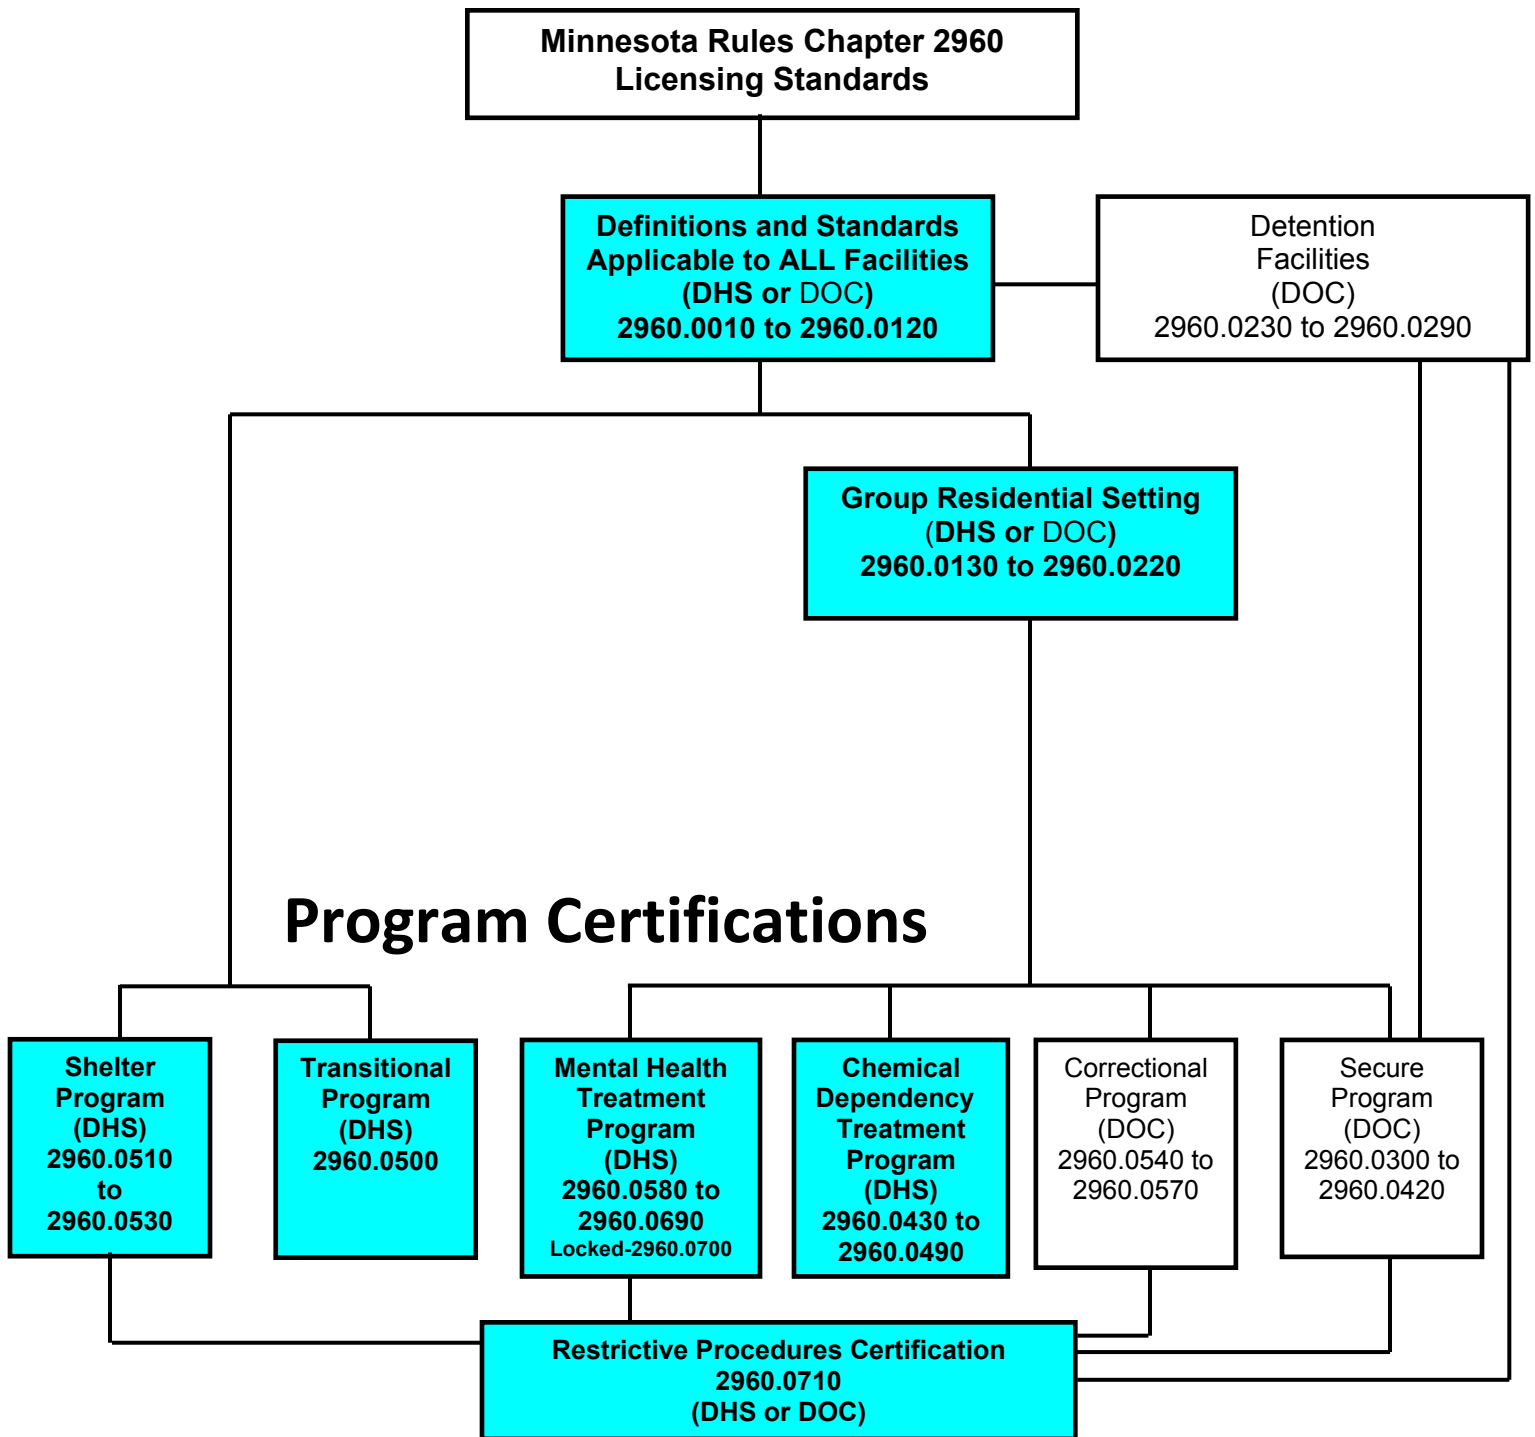 Minnesota Rules Chapter 2960
Licensing Standards
Definitions and Standards
Applicable to ALL Facilities
(DHS or DOC)
2960.0010 to 2960.0120
Detention
Facilities
(DOC)
2960.0230 to 2960.0290
Group Residential Setting
(DHS or DOC)
2960.0130 to 2960.0220
Program Certifications
Shelter
Program
(DHS)
2960.0510
to
2960.0530
Transitional
Program
(DHS)
2960.0500
Mental Health
Treatment
Program
(DHS)
2960.0580 to
2960.0690
Locked-2960.0700
Chemical
Dependency
Treatment
Program
(DHS)
2960.0430 to
2960.0490
Correctional
Program
(DOC)
2960.0540 to
2960.0570
Secure
Program
(DOC)
2960.0300 to
2960.0420
Restrictive Procedures Certification
2960.0710
(DHS or DOC)